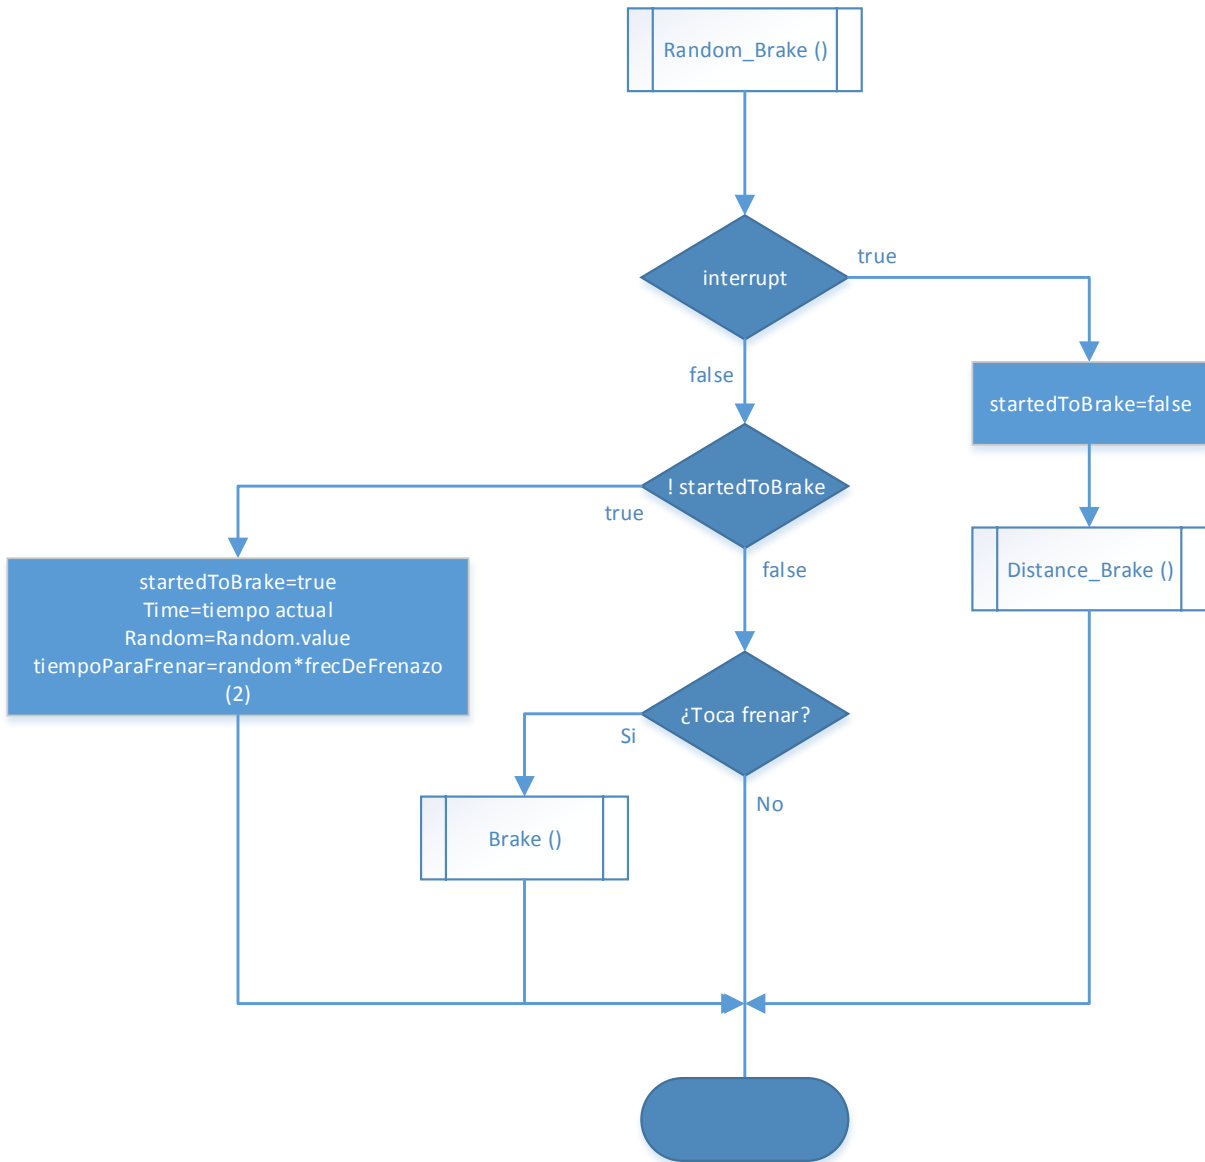 Random_Brake ()
interrupt
true
false
startedToBrake=false
! startedToBrake
true
false
Distance_Brake ()
startedToBrake=true
Time=tiempo actual
Random=Random.value
tiempoParaFrenar=random*frecDeFrenazo
(2)
¿Toca frenar?
Si
No
Brake ()